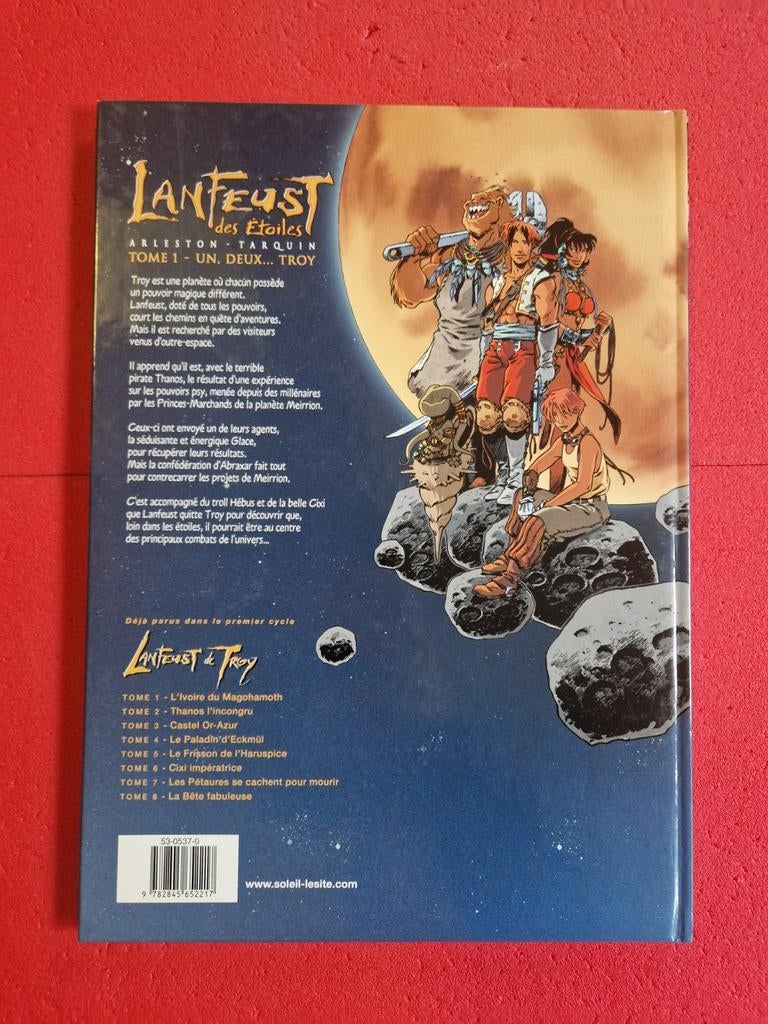 LANFEUST
des Étoiles
ARLESTON - TARQUIN
TOME 1 - UN, DEUX... TROY
Troy est une planète où chacun possède
un pouvoir magique différent.
Lanfeust, doté de tous les pouvoirs,
court les chemins en quête d'aventures.
Mais il est recherché par des visiteurs
venus d'outre-espace.
Il apprend qu'il est, avec le terrible
pirate Thanos, le résultat d'une expérience
sur les pouvoirs psy, menée depuis des millénaires
par les Princes-Marchands de la planète Meirrion.
Ceux-ci ont envoyé un de leurs agents,
la séduisante et énergique Glace,
pour récupérer leurs résultats.
Mais la confédération d'Abraxar fait tout
pour contrecarrer les projets de Meirrion.
C'est accompagné du troll Hébus et de la belle Cixi
que Lanfeust quitte Troy pour découvrir que,
loin dans les étoiles, il pourrait être au centre
des principaux combats de l'univers...
Déjà parus dans le premier cycle
LANFEUST de TROY
TOME 1 - L'Ivoire du Magohamoth
TOME 2 - Thanos l'incongru
TOME 3 - Castel Or-Azur
TOME 4 - Le Paladin d'Eckmül
TOME 5 - Le Frisson de l'Haruspice
TOME 6 - Cixi impératrice
TOME 7 - Les Pétaures se cachent pour mourir
TOME 8 - La Bête fabuleuse
53-0537-0
9 782845 652217
www.soleil-lesite.com